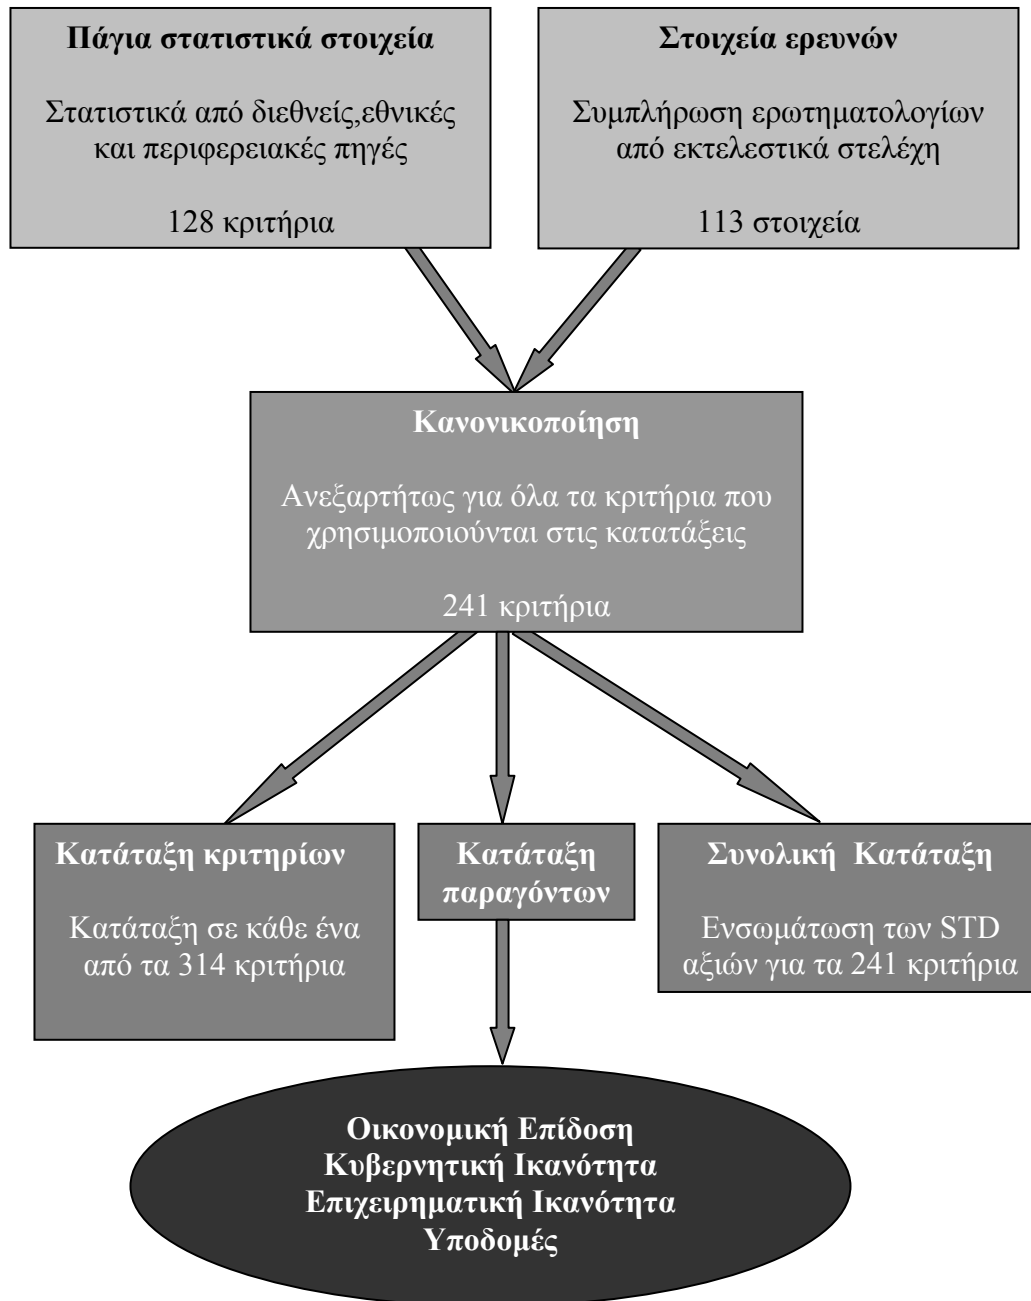 Πάγια στατιστικά στοιχεία
Στατιστικά από διεθνείς,εθνικές
και περιφερειακές πηγές
128 κριτήρια
Στοιχεία ερευνών
Συμπλήρωση ερωτηματολογίων
από εκτελεστικά στελέχη
113 στοιχεία
Κανονικοποίηση
Ανεξαρτήτως για όλα τα κριτήρια που
χρησιμοποιούνται στις κατατάξεις
241 κριτήρια
Κατάταξη κριτηρίων
Κατάταξη σε κάθε ένα
από τα 314 κριτήρια
Κατάταξη
παραγόντων
Συνολική Κατάταξη
Ενσωμάτωση των STD
αξιών για τα 241 κριτήρια
Οικονομική Επίδοση
Κυβερνητική Ικανότητα
Επιχειρηματική Ικανότητα
Υποδομές